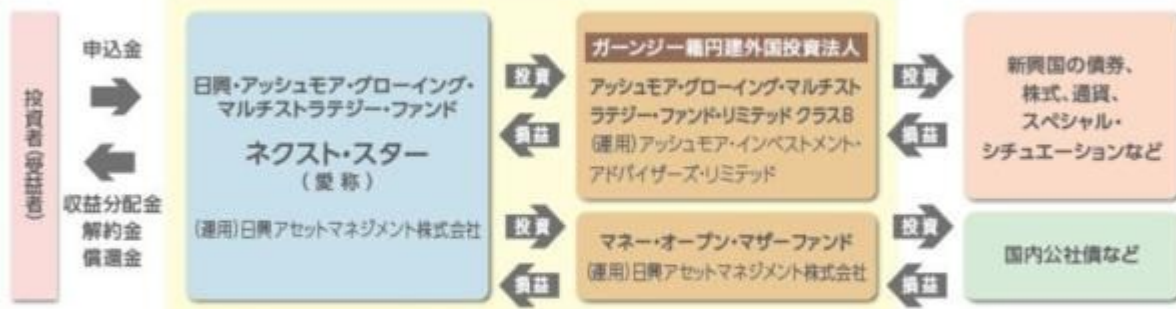 投資者(受益者)
申込金
収益分配金
解約金
償還金
日興・アッシュモア・グローイング・
マルチストラテジー・ファンド
ネクスト・スター
(愛称)
(運用)日興アセットマネジメント株式会社
投資
損益
投資
損益
ガーンジー籍円建外国投資法人
アッシュモア・グローイング・マルチスト
ラテジー・ファンド・リミテッド クラスB
(運用)アッシュモア・インベストメント・
アドバイザーズ・リミテッド
マネー・オープン・マザーファンド
(運用)日興アセットマネジメント株式会社
投資
損益
投資
損益
新興国の債券、
株式、通貨、
スペシャル・
シチュエーションなど
国内公社債など